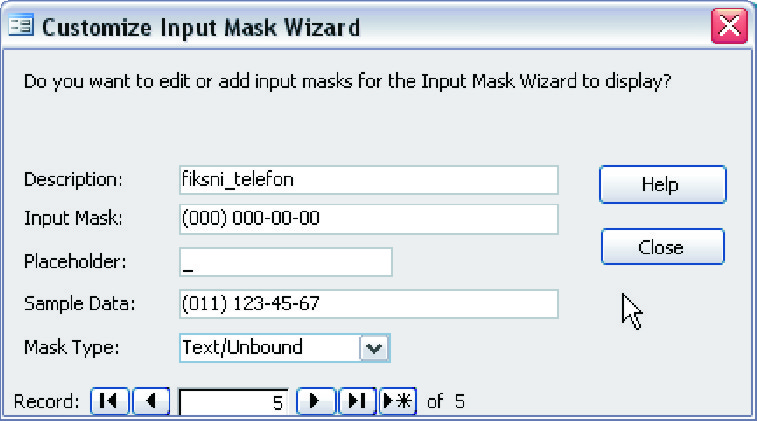 Customize Input Mask Wizard
Do you want to edit or add input masks for the Input Mask Wizard to display?
Description: fiksni_telefon
Help
Input Mask: (000) 000-00-00
Close
Placeholder: _
Sample Data: (011) 123-45-67
Mask Type: Text/Unbound
Record: 5 of 5